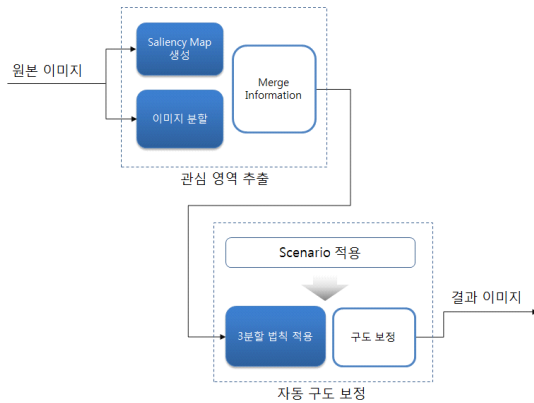 원본 이미지
Saliency Map
생성
이미지 분할
Merge
Information
관심 영역 추출
Scenario 적용
3분할 법칙 적용
구도 보정
결과 이미지
자동 구도 보정